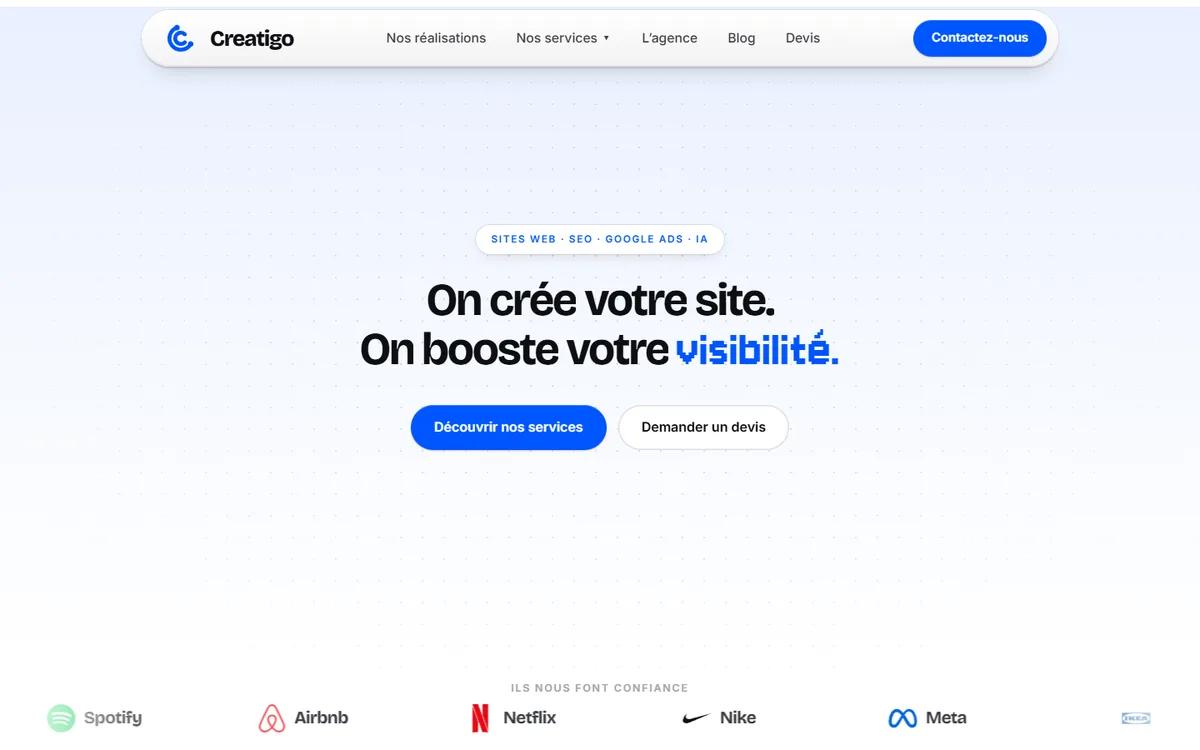 Creatigo
Nos réalisations
Nos services ▼
L’agence
Blog
Devis
Contactez-nous
SITES WEB · SEO · GOOGLE ADS · IA
On crée votre site.
On booste votre visibilité.
Découvrir nos services
Demander un devis
ILS NOUS FONT CONFIANCE
Spotify
Airbnb
Netflix
Nike
Meta
IKEA